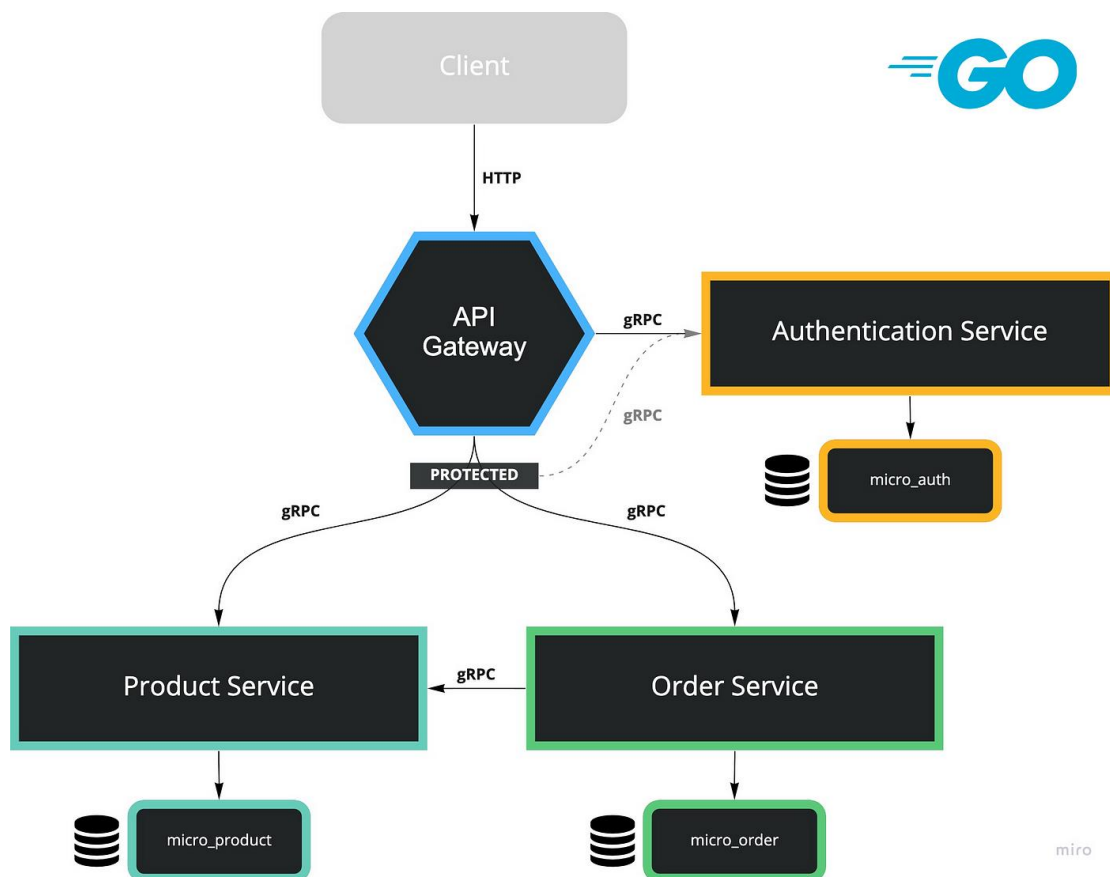 Client
GO
HTTP
API
Gateway
gRPC
Authentication Service
gRPC
PROTECTED
micro_auth
gRPC
gRPC
Product Service
gRPC
Order Service
micro_product
micro_order
miro